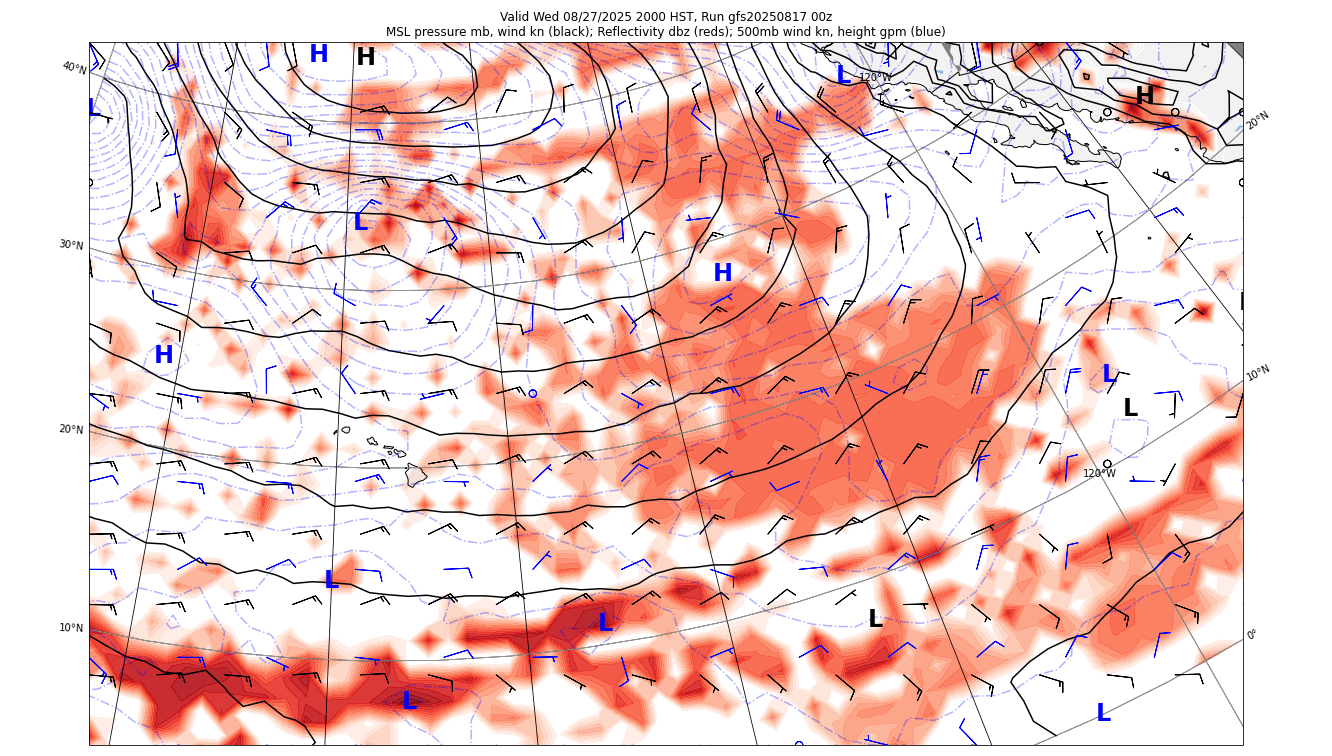 Valid Wed 08/27/2025 2000 HST, Run gfs20250817 00z
MSL pressure mb, wind kn (black); Reflectivity dbz (reds); 500mb wind kn, height gpm (blue)
H H
40°N L 120°W
L H
20°N
L
30°N
H
H
L 10°N
L
20°N
120°W
L
L
10°N L 0°
L
L